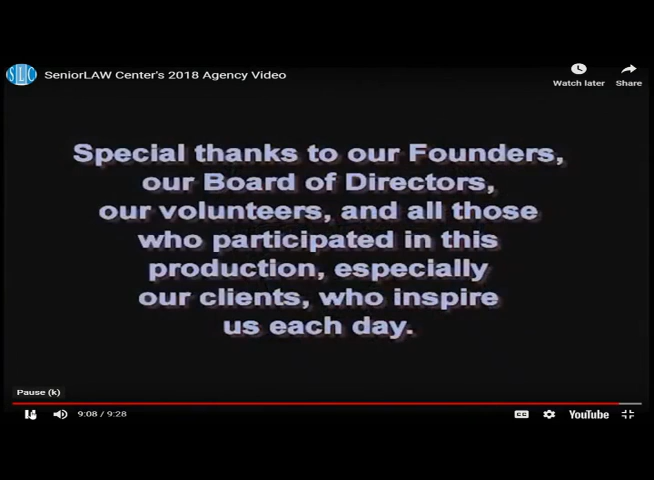 SLC
SeniorLAW Center's 2018 Agency Video
Watch later
Share
Special thanks to our Founders,
our Board of Directors,
our volunteers, and all those
who participated in this
production, especially
our clients, who inspire
us each day.
Pause (k)
9:08 / 9:28
CC
YouTube